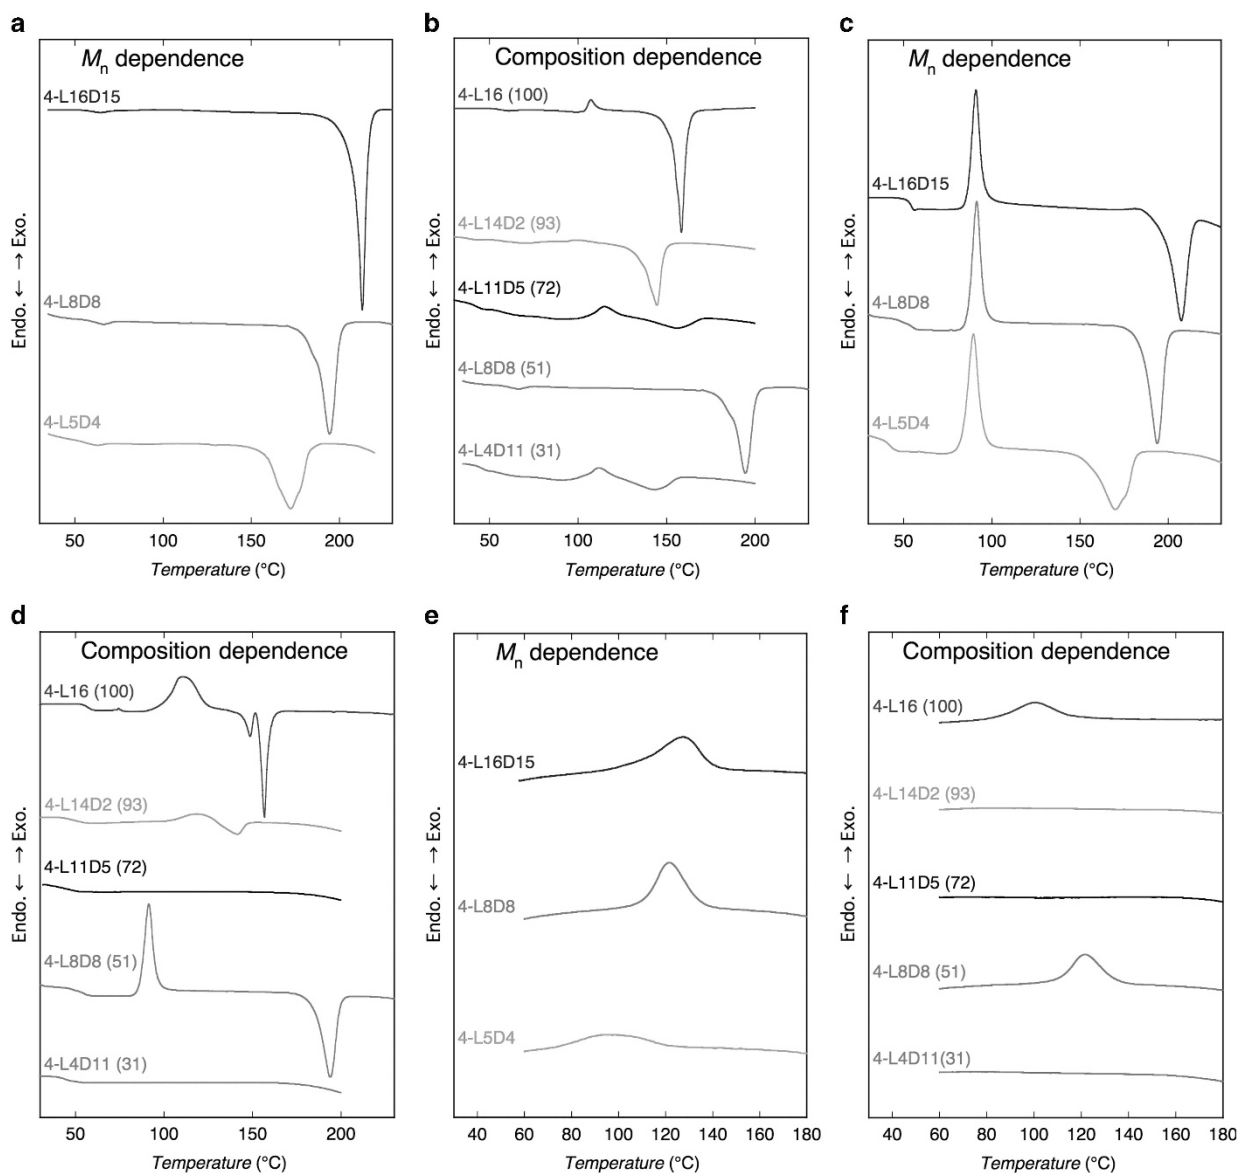 a
M_n dependence
4-L16D15
4-L8D8
4-L5D4
Endo. ← → Exo.
50 100 150 200
Temperature (°C)
b
Composition dependence
4-L16 (100)
4-L14D2 (93)
4-L11D5 (72)
4-L8D8 (51)
4-L4D11 (31)
Endo. ← → Exo.
50 100 150 200
Temperature (°C)
c
M_n dependence
4-L16D15
4-L8D8
4-L5D4
Endo. ← → Exo.
50 100 150 200
Temperature (°C)
d
Composition dependence
4-L16 (100)
4-L14D2 (93)
4-L11D5 (72)
4-L8D8 (51)
4-L4D11 (31)
Endo. ← → Exo.
50 100 150 200
Temperature (°C)
e
M_n dependence
4-L16D15
4-L8D8
4-L5D4
Endo. ← → Exo.
40 60 80 100 120 140 160 180
Temperature (°C)
f
Composition dependence
4-L16 (100)
4-L14D2 (93)
4-L11D5 (72)
4-L8D8 (51)
4-L4D11(31)
Endo. ← → Exo.
40 60 80 100 120 140 160 180
Temperature (°C)